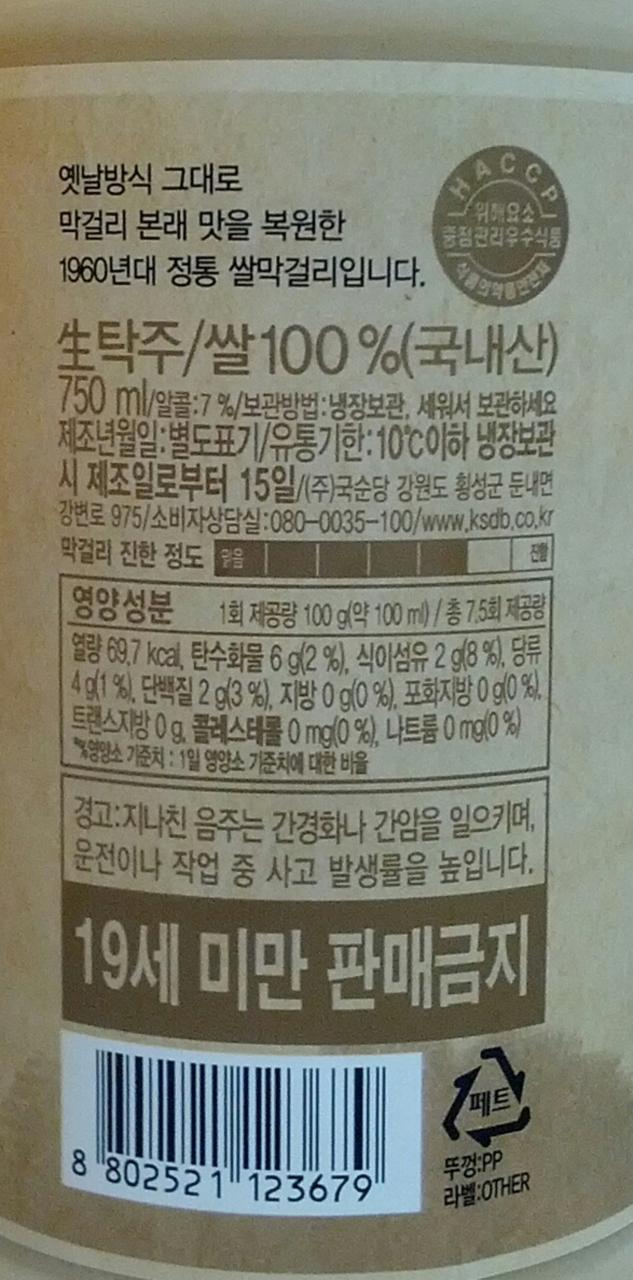 옛날방식 그대로
막걸리 본래 맛을 복원한
1960년대 정통 쌀막걸리입니다.
HACCP
위해요소
중점관리우수식품
식품의약품안전처
生탁주/쌀100%(국내산)
750 ml/알콜:7 %/보관방법:냉장보관, 세워서 보관하세요
제조년월일:별도표기/유통기한:10℃이하 냉장보관
시 제조일로부터 15일/(주)국순당 강원도 횡성군 둔내면
강변로 975/소비자상담실:080-0035-100/www.ksdb.co.kr
막걸리 진한 정도 맑음 진함
영양성분 1회 제공량 100 g(약 100 ml) / 총 7.5회 제공량
열량 69.7 kcal, 탄수화물 6 g(2 %), 식이섬유 2 g(8 %), 당류
4 g(1 %), 단백질 2 g(3 %), 지방 0 g(0 %), 포화지방 0 g(0 %),
트랜스지방 0 g, 콜레스테롤 0 mg(0 %), 나트륨 0 mg(0 %)
*%영양소 기준치 : 1일 영양소 기준치에 대한 비율
경고:지나친 음주는 간경화나 간암을 일으키며,
운전이나 작업 중 사고 발생률을 높입니다.
19세 미만 판매금지
8 802521 123679
페트
뚜껑:PP
라벨:OTHER